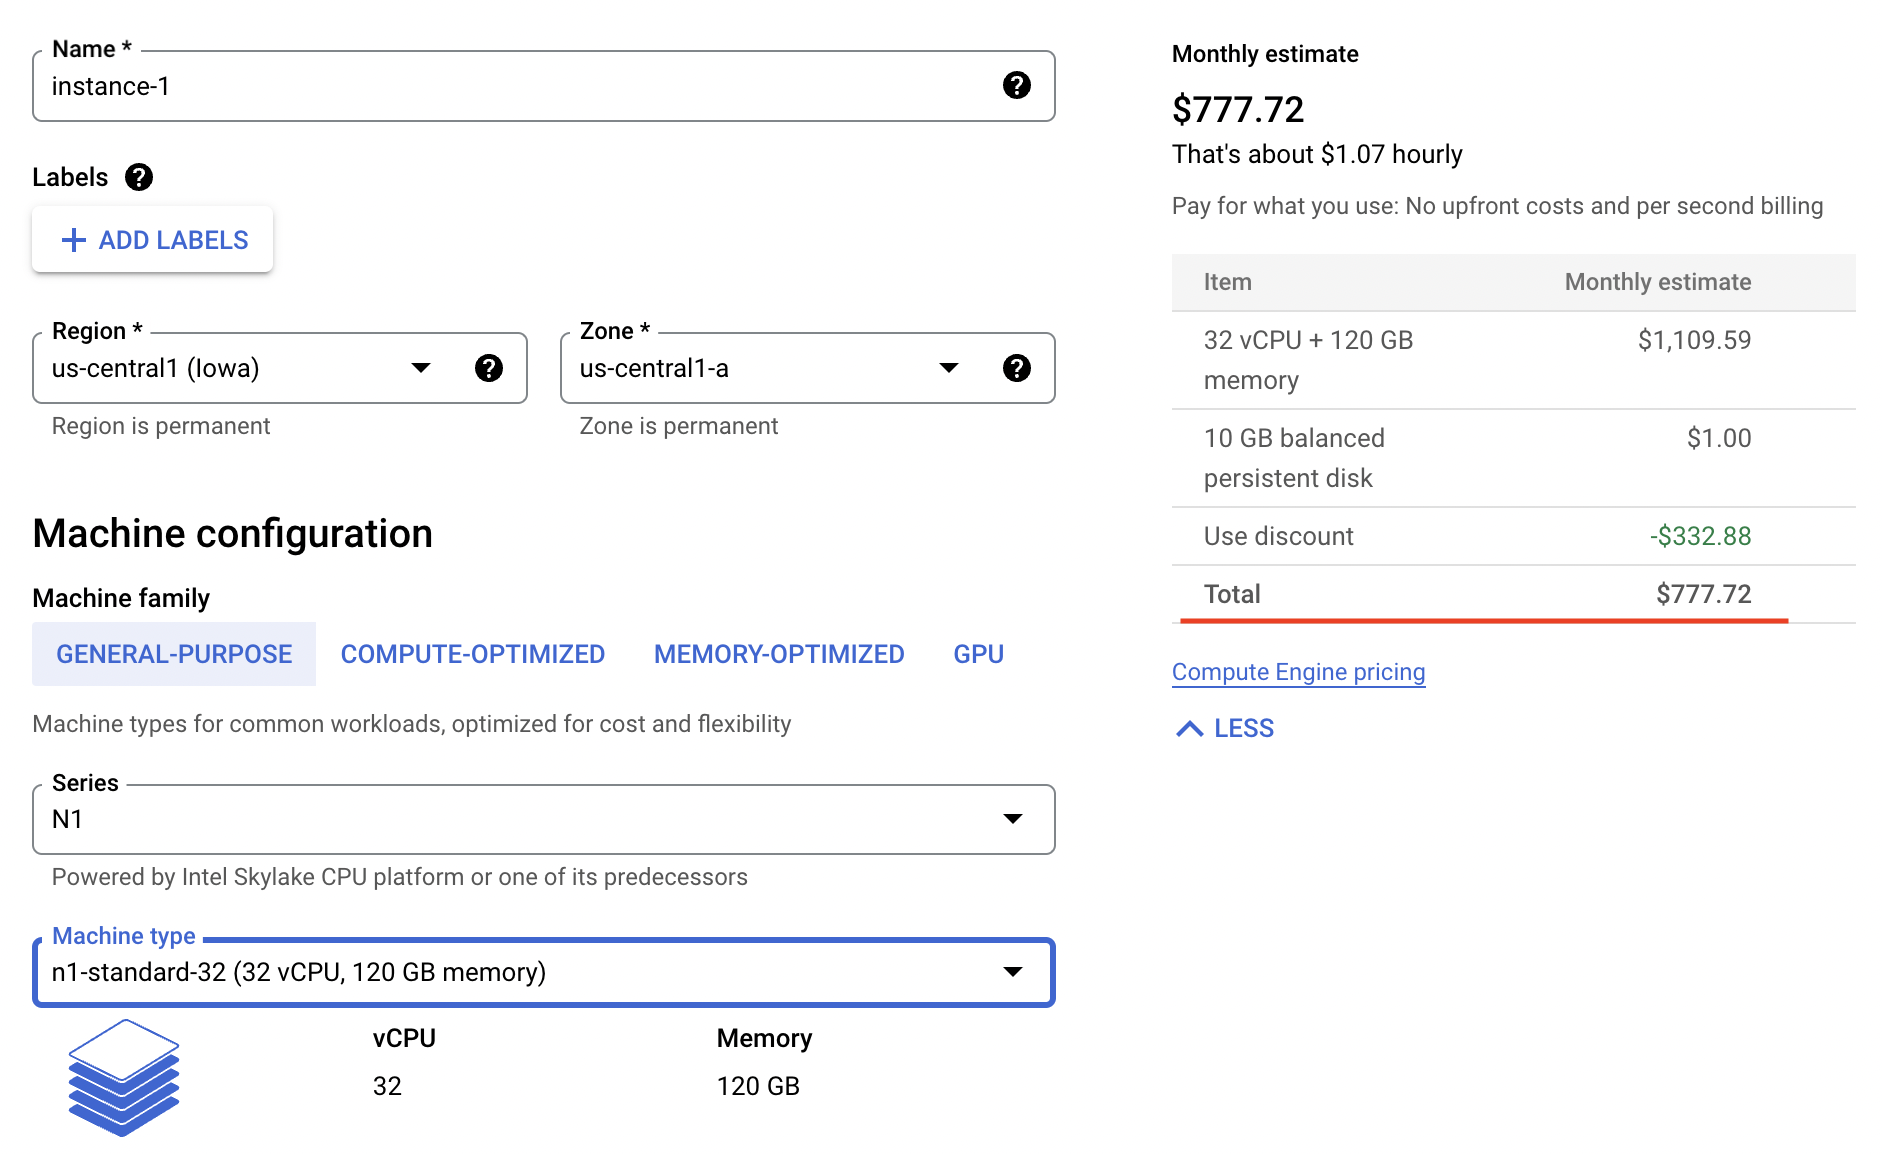 Name *
instance-1
Labels
ADD LABELS
Region *
us-central1 (Iowa)
Region is permanent
Zone *
us-central1-a
Zone is permanent
Machine configuration
Machine family
GENERAL-PURPOSE COMPUTE-OPTIMIZED MEMORY-OPTIMIZED GPU
Machine types for common workloads, optimized for cost and flexibility
Series
N1
Powered by Intel Skylake CPU platform or one of its predecessors
Machine type
n1-standard-32 (32 vCPU, 120 GB memory)
vCPU Memory
32 120 GB
Monthly estimate
$777.72
That's about $1.07 hourly
Pay for what you use: No upfront costs and per second billing
Item Monthly estimate
32 vCPU + 120 GB $1,109.59
memory
10 GB balanced $1.00
persistent disk
Use discount -$332.88
Total $777.72
Compute Engine pricing
LESS